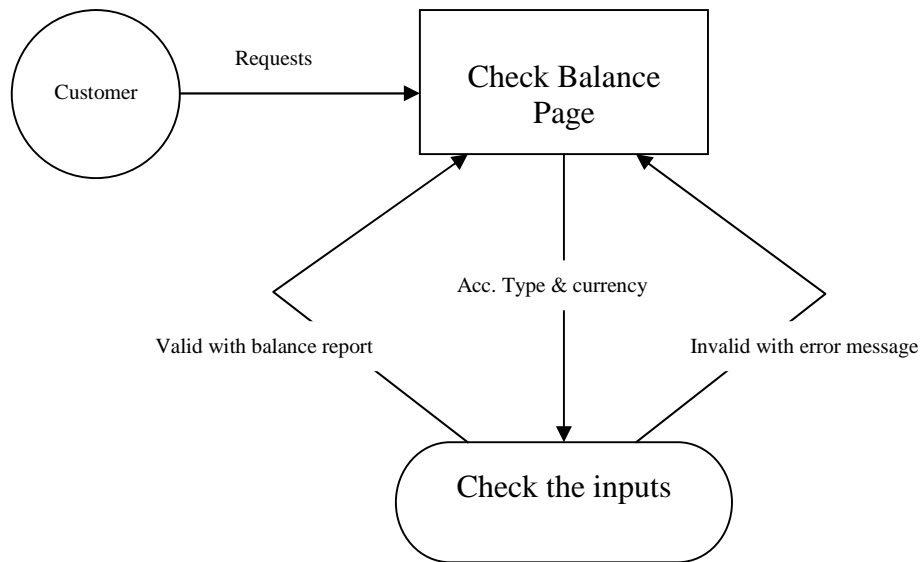 Requests
Customer
Check Balance
Page
Acc. Type & currency
Valid with balance report
Invalid with error message
Check the inputs